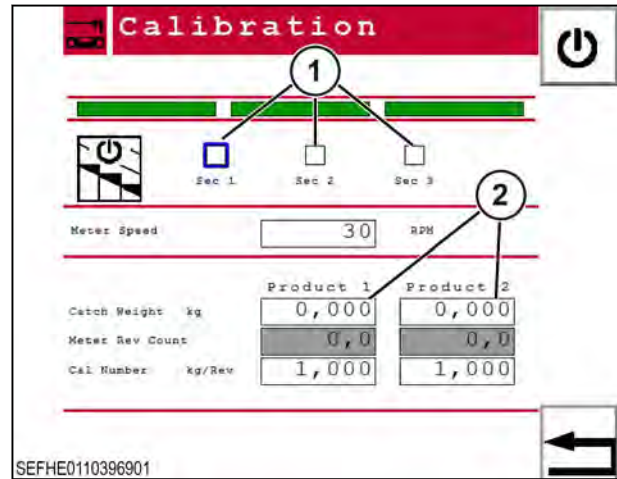 Calibration
1
Sec 1 Sec 2 Sec 3
2
Meter Speed 30 RPM
Product 1 Product 2
Catch Weight kg 0,000 0,000
Meter Rev Count 0,0 0,0
Cal Number kg/Rev 1,000 1,000
SEFHE0110396901